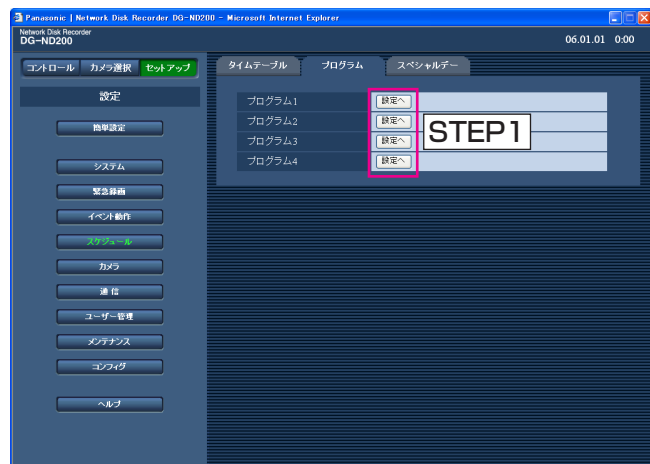 Panasonic | Network Disk Recorder DG-ND200 - Microsoft Internet Explorer
Network Disk Recorder
DG-ND200
06.01.01 0:00
コントロール カメラ選択 セットアップ
タイムテーブル プログラム スペシャルデー
設定
簡単設定
システム
緊急録画
イベント動作
スケジュール
カメラ
通信
ユーザー管理
メンテナンス
コンフィグ
ヘルプ
プログラム1 設定へ
プログラム2 設定へ
プログラム3 設定へ
プログラム4 設定へ
STEP1